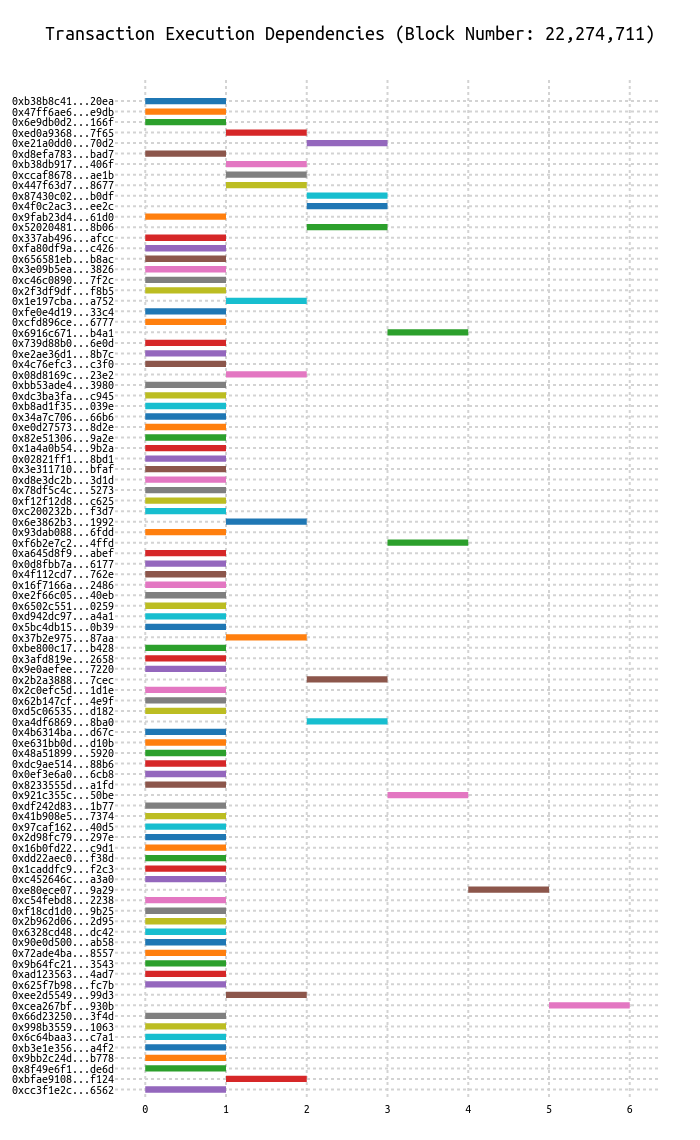 Transaction Execution Dependencies (Block Number: 22,274,711)
0xb38b8c41...20ea
0x47ff6ae6...e9db
0x6e9db0d2...166f
0xed0a9368...7f65
0xe21a0dd0...70d2
0xd8efa783...bad7
0xb38db917...406f
0xccaf8678...ae1b
0x447f63d7...8677
0x87430c02...b0df
0x4f0c2ac3...ee2c
0x9fab23d4...61d0
0x52020481...8b06
0x337ab496...afcc
0xfa80df9a...c426
0x656581eb...b8ac
0x3e09b5ea...3826
0xc46c0890...7f2c
0x2f3df9df...f8b5
0x1e197cba...a752
0xfe0e4d19...33c4
0xcfd896ce...6777
0x6916c671...b4a1
0x739d88b0...6e0d
0xe2ae36d1...8b7c
0x4c76efc3...c3f0
0x08d8169c...23e2
0xbb53ade4...3980
0xdc3ba3fa...c945
0xb8ad1f35...039e
0x34a7c706...66b6
0xe0d27573...8d2e
0x82e51306...9a2e
0x1a4a0b54...9b2a
0x02821ff1...8bd1
0x3e311710...bfaf
0xd8e3dc2b...3d1d
0x78df5c4c...5273
0xf12f12d8...c625
0xc200232b...f3d7
0x6e3862b3...1992
0x93dab088...6fdd
0xf6b2e7c2...4ffd
0xa645d8f9...abef
0x0d8fbb7a...6177
0x4f112cd7...762e
0x16f7166a...2486
0xe2f66c05...40eb
0x6502c551...0259
0xd942dc97...a4a1
0x5bc4db15...0b39
0x37b2e975...87aa
0xbe800c17...b428
0x3afd819e...2658
0x9e0aefee...7220
0x2b2a3888...7cec
0x2c0efc5d...1d1e
0x62b147cf...4e9f
0xd5c06535...d182
0xa4df6869...8ba0
0x4b6314ba...d67c
0xe631bb0d...d10b
0x48a51899...5920
0xdc9ae514...88b6
0x0ef3e6a0...6cb8
0x8233555d...a1fd
0x921c355c...50be
0xdf242d83...1b77
0x41b908e5...7374
0x97caf162...40d5
0x2d98fc79...297e
0x16b0fd22...c9d1
0xdd22aec0...f38d
0x1caddfc9...f2c3
0xc452646c...a3a0
0xe80ece07...9a29
0xc54febd8...2238
0xf18cd1d0...9b25
0x2b962d06...2d95
0x6328cd48...dc42
0x90e0d500...ab58
0x72ade4ba...8557
0x9b64fc21...3543
0xad123563...4ad7
0x625f7b98...fc7b
0xee2d5549...99d3
0xcea267bf...930b
0x66d23250...3f4d
0x998b3559...1063
0x6c64baa3...c7a1
0xb3e1e356...a4f2
0x9bb2c24d...b778
0x8f49e6f1...de6d
0xbfae9108...f124
0xcc3f1e2c...6562
0 1 2 3 4 5 6